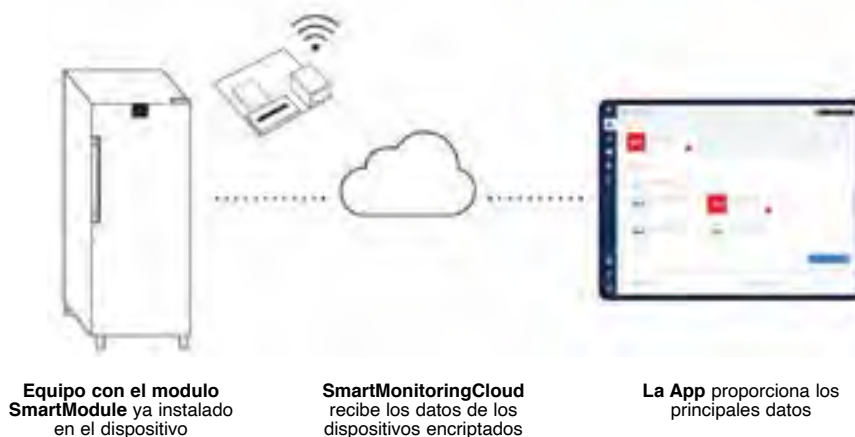 Equipo con el modulo
SmartModule ya instalado
en el dispositivo
SmartMonitoringCloud
recibe los datos de los
dispositivos encriptados
La App proporciona los
principales datos